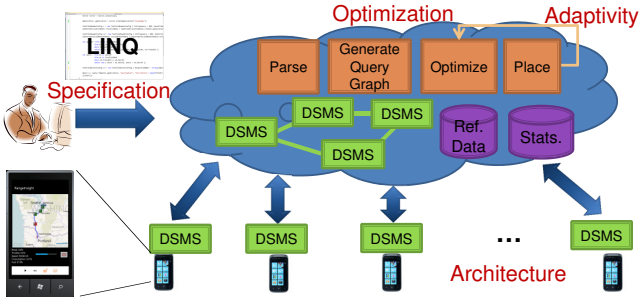 LINQ
Optimization
Adaptivity
Specification
Parse
Generate
Query
Graph
Optimize
Place
DSMS
DSMS
DSMS
DSMS
Ref.
Data
Stats.
RangeAnxiety
DSMS
DSMS
DSMS
...
DSMS
Architecture